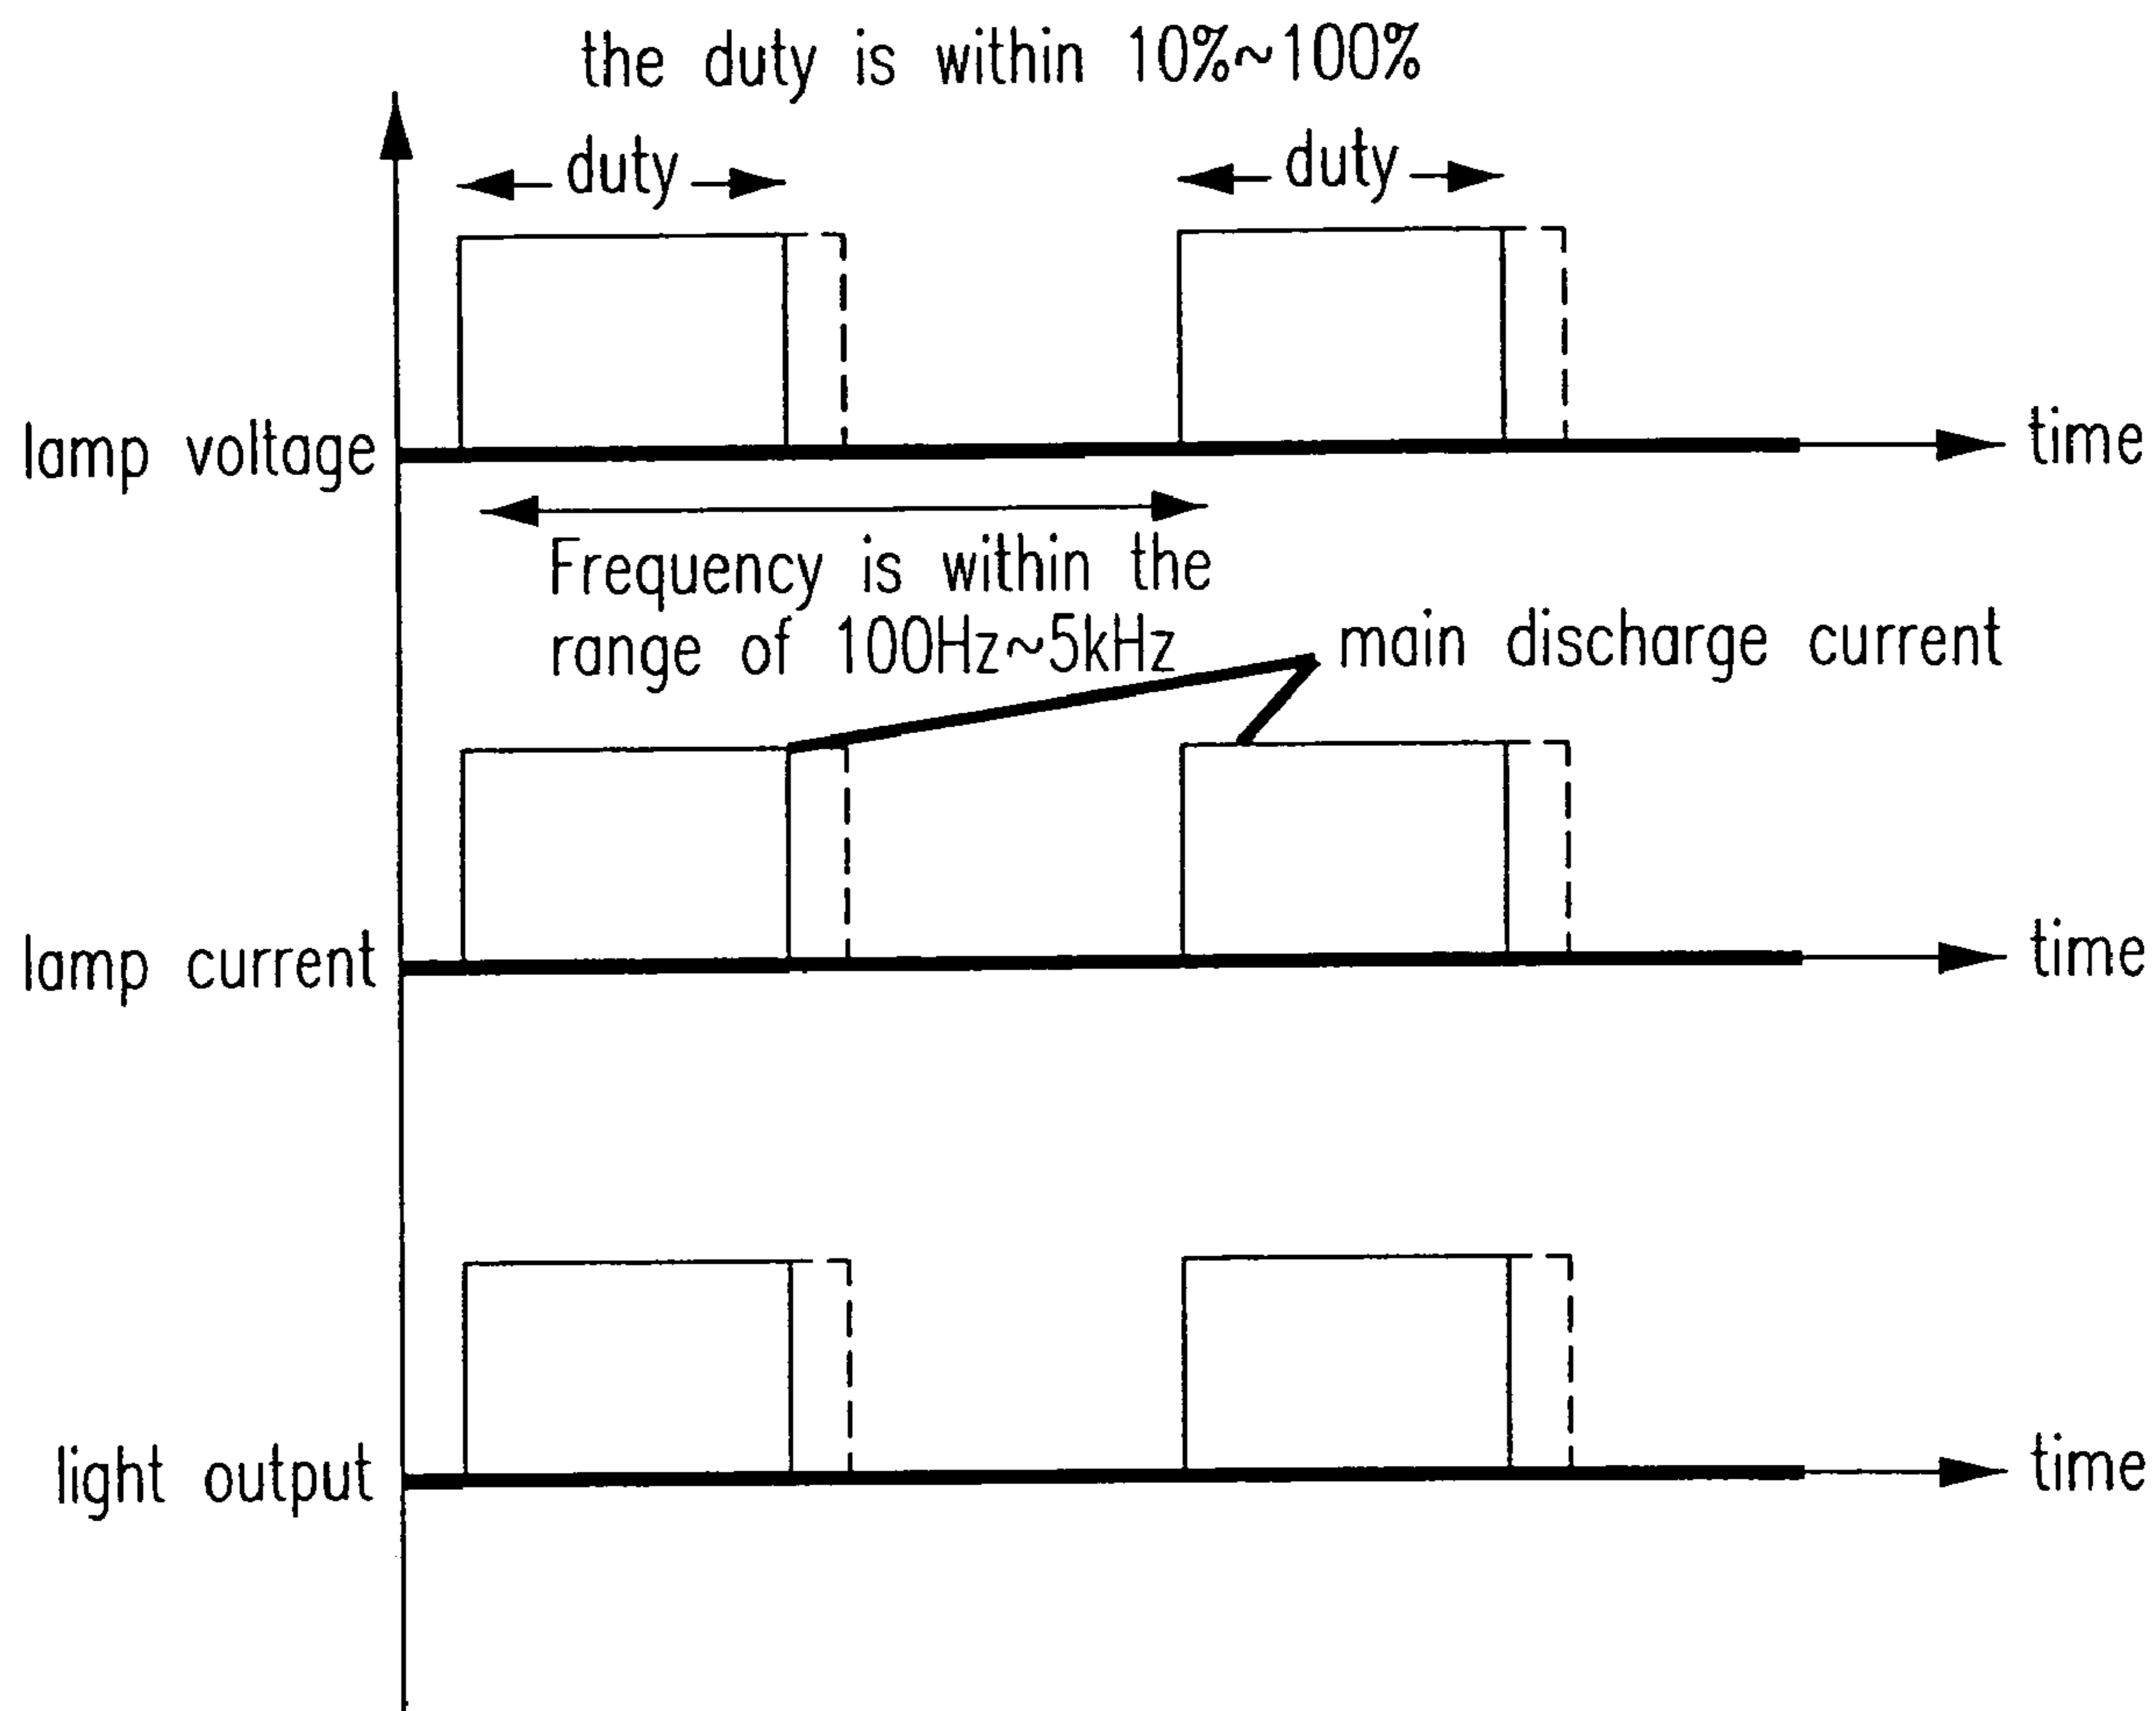 the duty is within 10%~100%
duty
duty
lamp voltage
time
Frequency is within the
range of 100Hz~5kHz
main discharge current
lamp current
time
light output
time